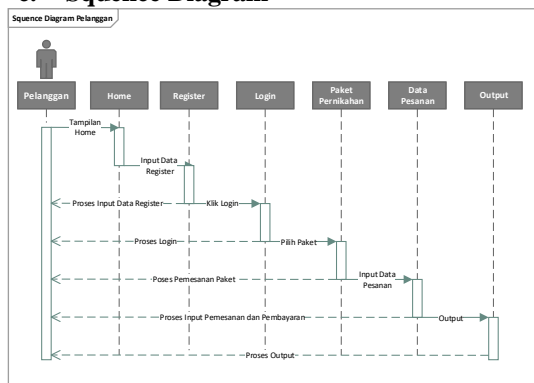 Squence Diagram
Squence Diagram Pelanggan
Pelanggan
Home
Register
Login
Paket
Pernikahan
Data
Pesanan
Output
Tampilan
Home
Input Data
Register
Proses Input Data Register
Klik Login
Proses Login
Pilih Paket
Poses Pemesanan Paket
Input Data
Pesanan
Proses Input Pemesanan dan Pembayaran
Output
Proses Output